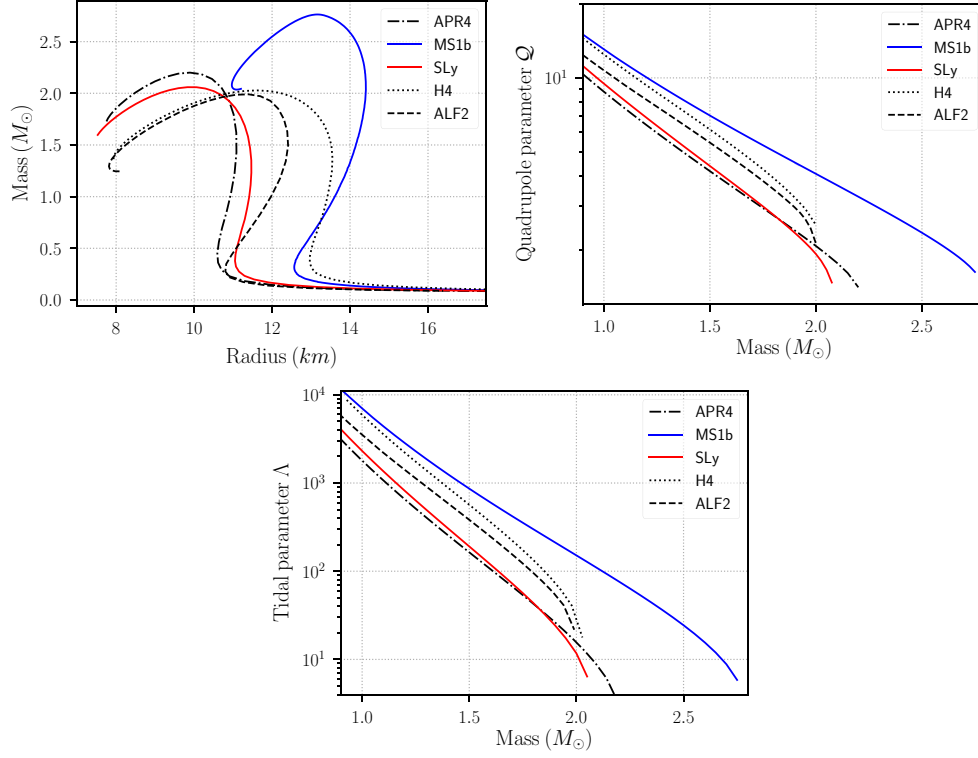 2.5
2.0
1.5
1.0
0.5
0.0
Mass (M⊙)
8
10
12
14
16
Radius (km)
APR4
MS1b
SLy
H4
ALF2
10¹
Quadrupole parameter 𝒬
1.0
1.5
2.0
2.5
Mass (M⊙)
APR4
MS1b
SLy
H4
ALF2
10⁴
10³
10²
10¹
Tidal parameter Λ
1.0
1.5
2.0
2.5
Mass (M⊙)
APR4
MS1b
SLy
H4
ALF2